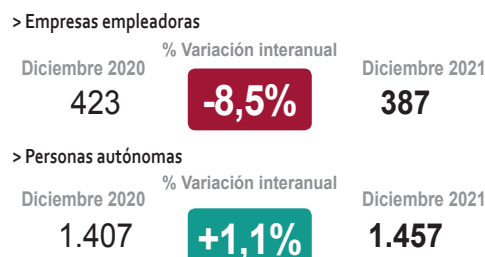 > Empresas empleadoras
% Variación interanual
Diciembre 2020 Diciembre 2021
423 -8,5% 387
> Personas autónomas
% Variación interanual
Diciembre 2020 Diciembre 2021
1.407 +1,1% 1.457